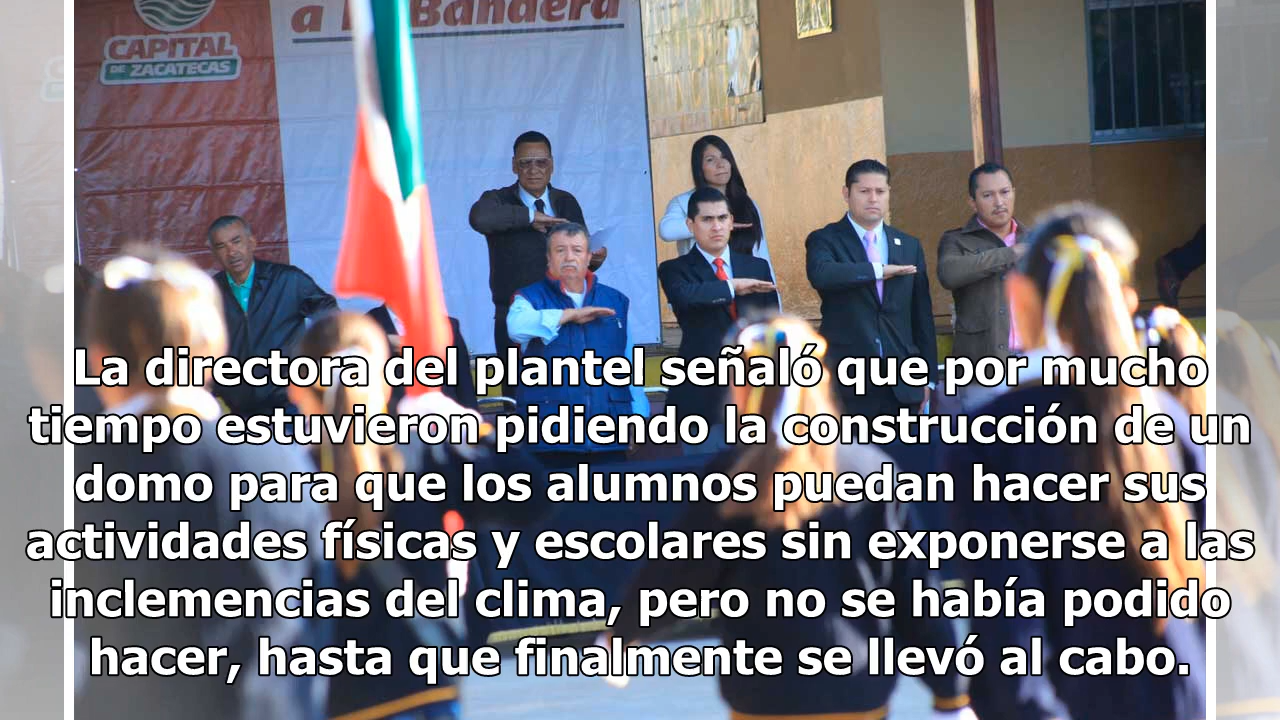 a la Bandera
CAPITAL
DE ZACATECAS
La directora del plantel señaló que por mucho
tiempo estuvieron pidiendo la construcción de un
domo para que los alumnos puedan hacer sus
actividades físicas y escolares sin exponerse a las
inclemencias del clima, pero no se había podido
hacer, hasta que finalmente se llevó al cabo.